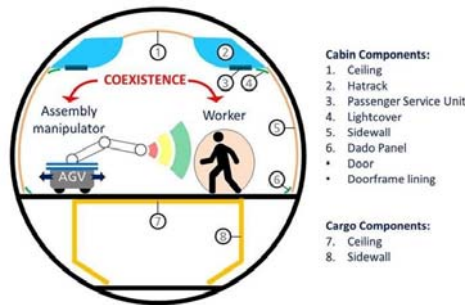 1
2
COEXISTENCE
3
4
Assembly
manipulator
Worker
5
AGV
6
7
8
Cabin Components:
1. Ceiling
2. Hatrack
3. Passenger Service Unit
4. Lightcover
5. Sidewall
6. Dado Panel
• Door
• Doorframe lining
Cargo Components:
7. Ceiling
8. Sidewall